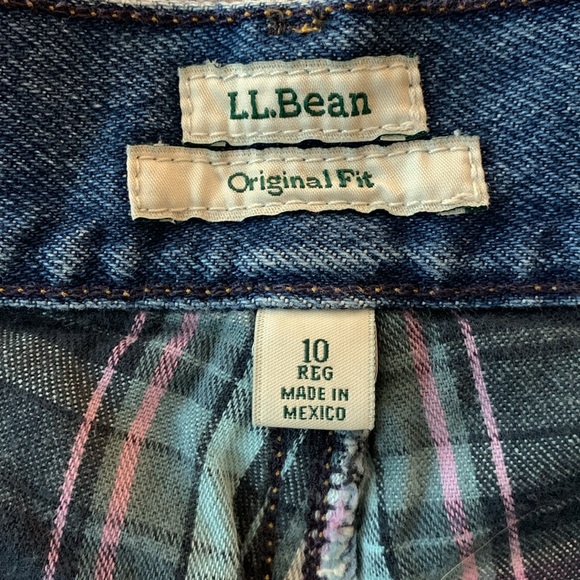 L.L.Bean
Original Fit
10
REG
MADE IN
MEXICO